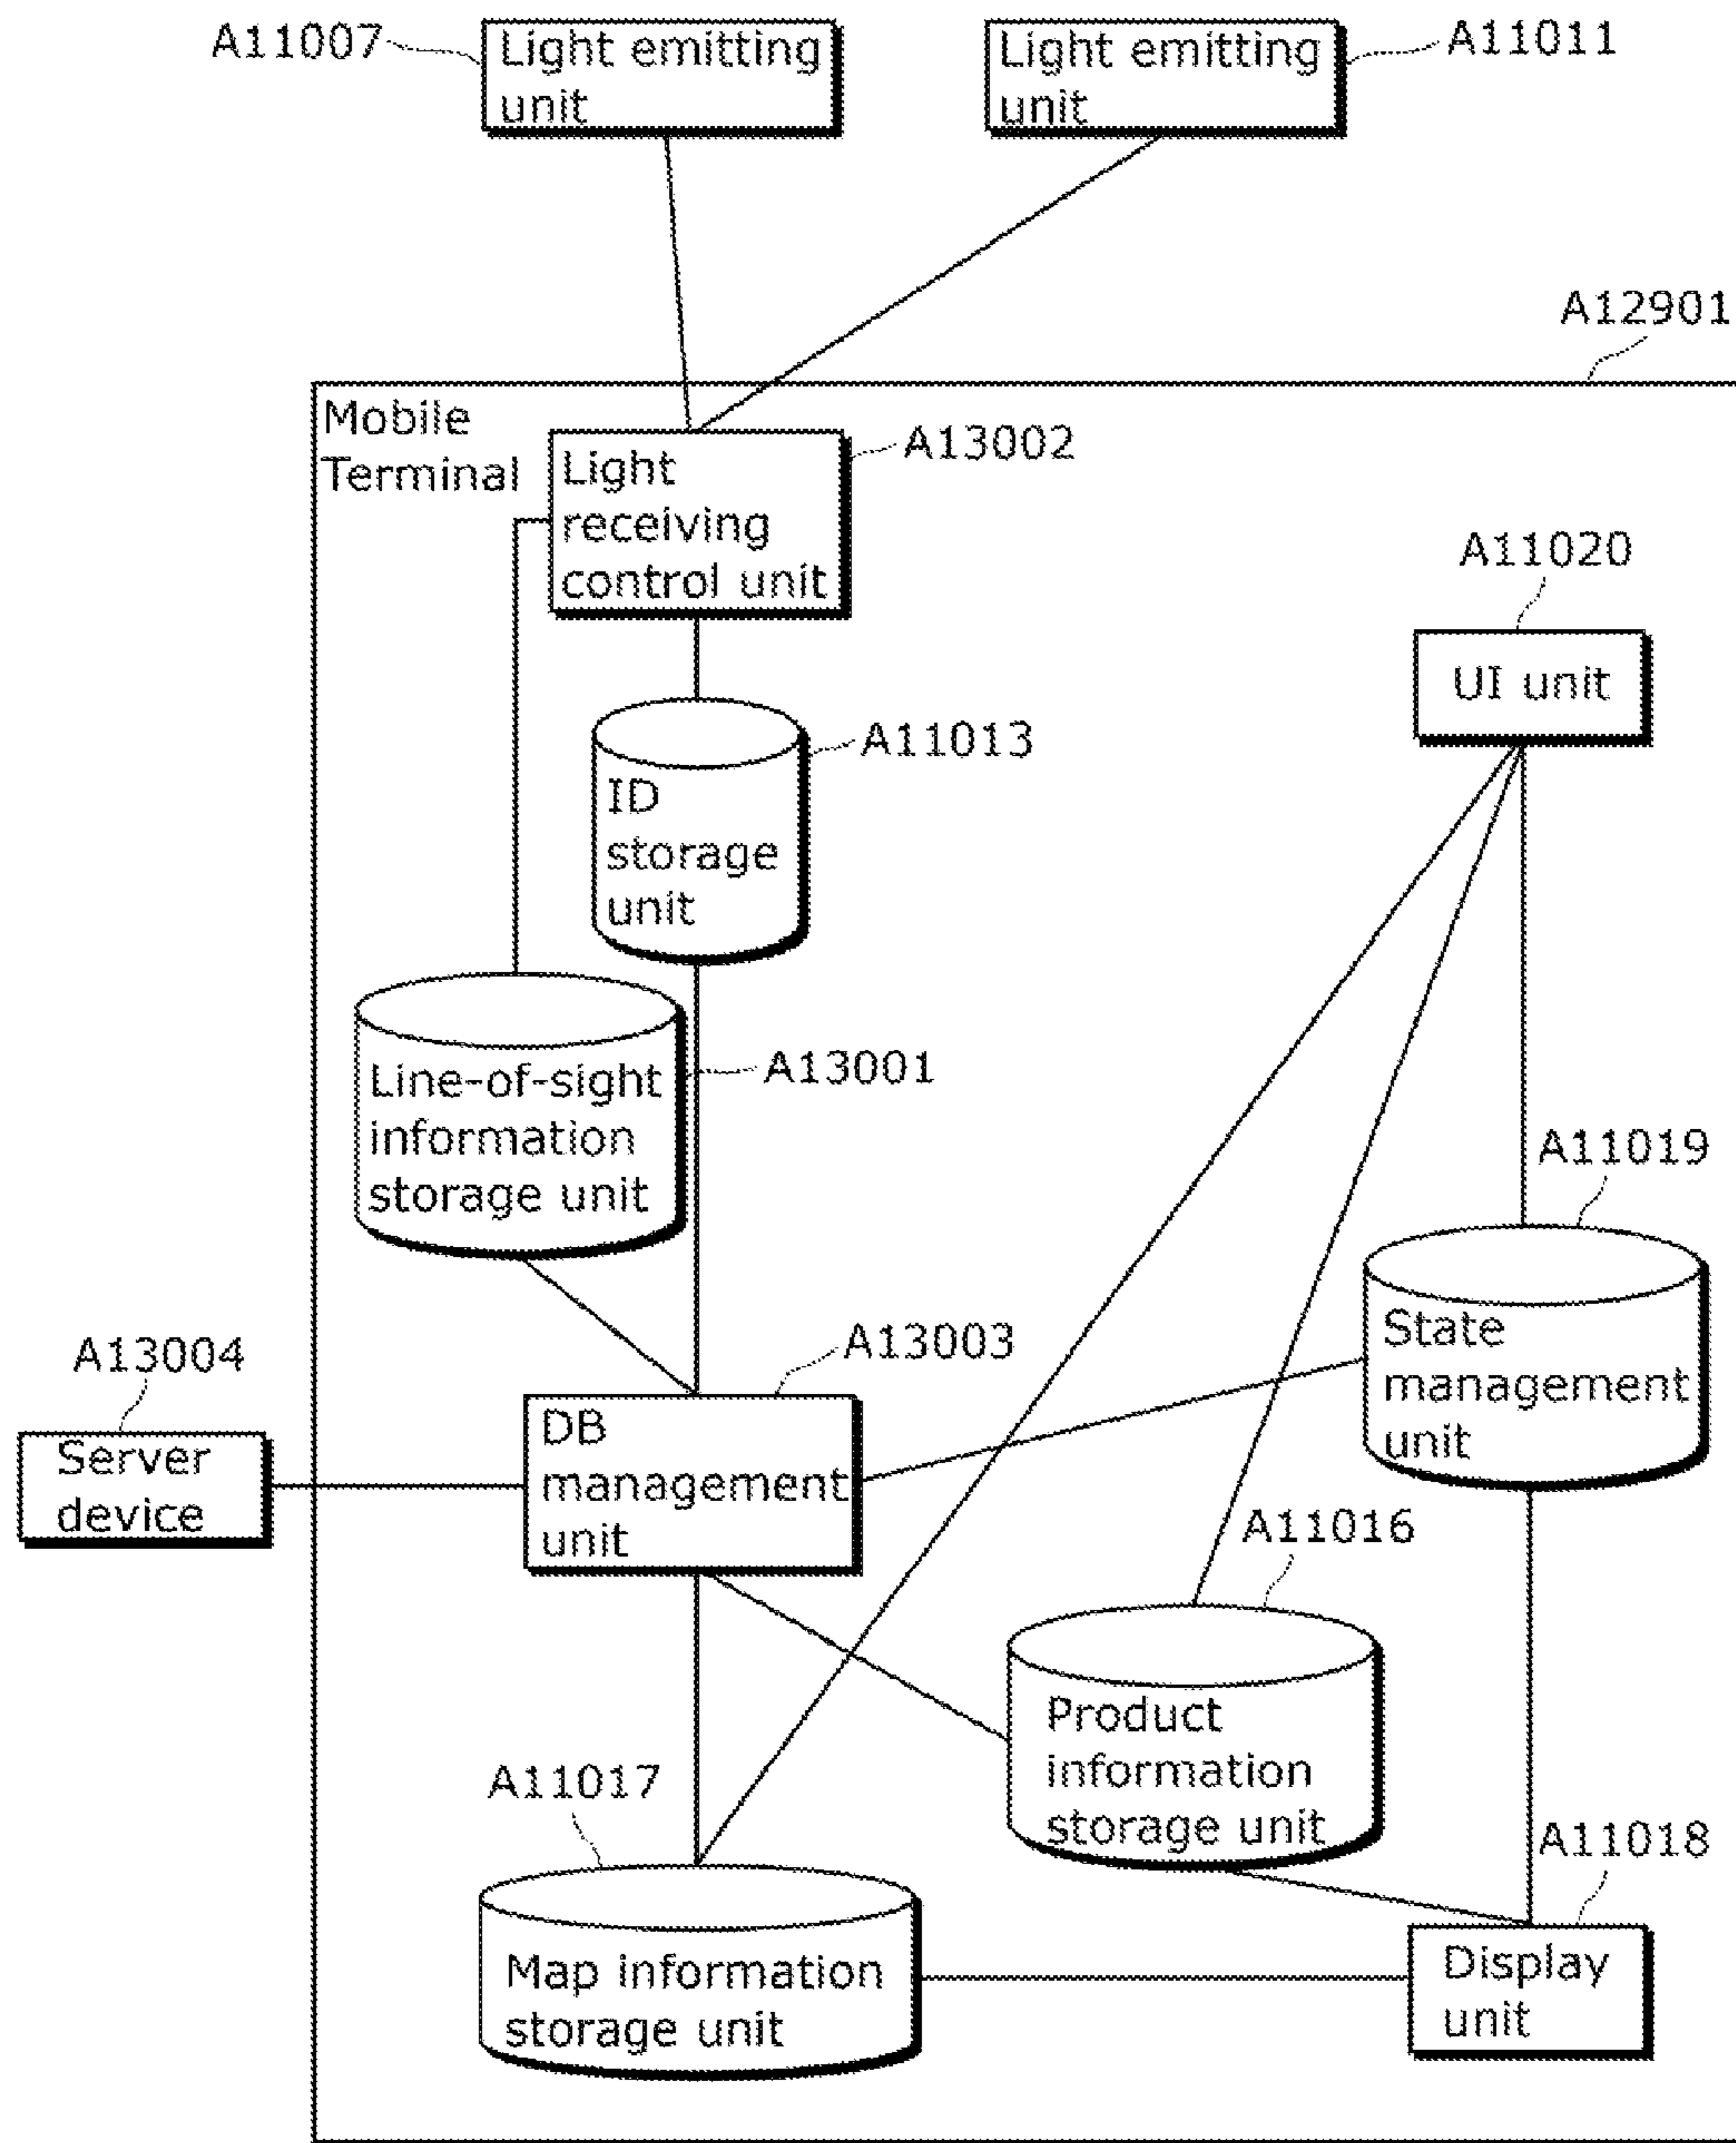 A11007
Light emitting
unit
Light emitting
unit
A11011
A12901
Mobile
Terminal
A13002
Light
receiving
control unit
A11020
UI unit
A11013
ID
storage
unit
A13001
Line-of-sight
information
storage unit
A11019
State
management
unit
A13004
Server
device
A13003
DB
management
unit
A11016
Product
information
storage unit
A11017
Map information
storage unit
A11018
Display
unit